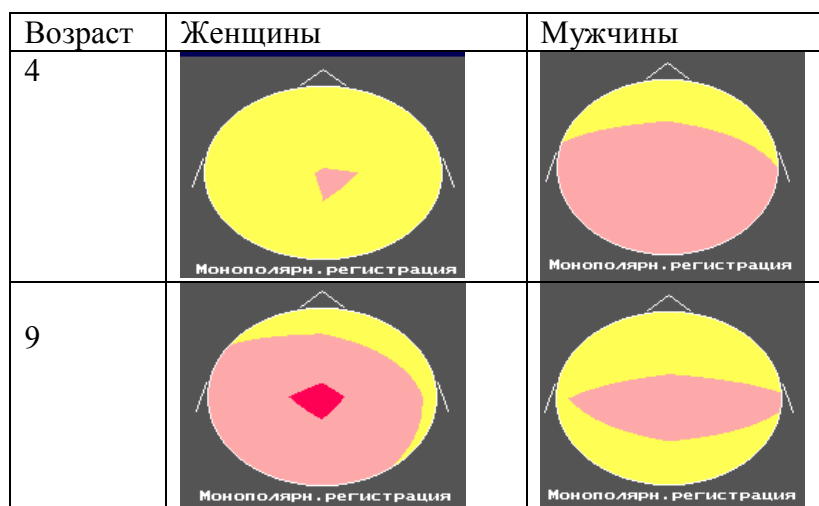 Возраст Женщины Мужчины
4
Монополярн.регистрация Монополярн.регистрация
9
Монополярн.регистрация Монополярн.регистрация